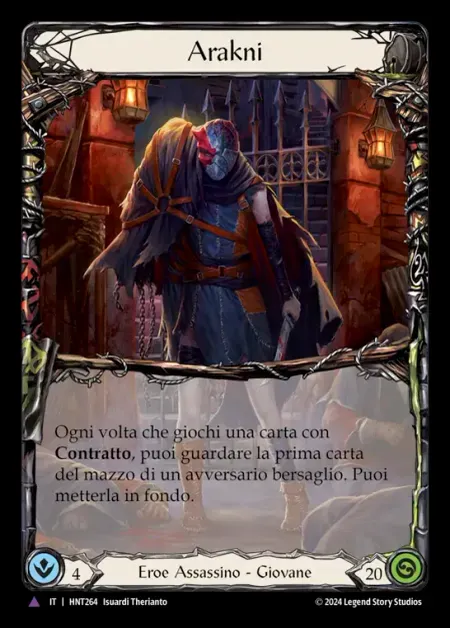 Arakni
Ogni volta che giochi una carta con
Contratto, puoi guardare la prima carta
del mazzo di un avversario bersaglio. Puoi
metterla in fondo.
4
Eroe Assassino - Giovane
20
IT | HNT264 Isuardi Therianto
© 2024 Legend Story Studios